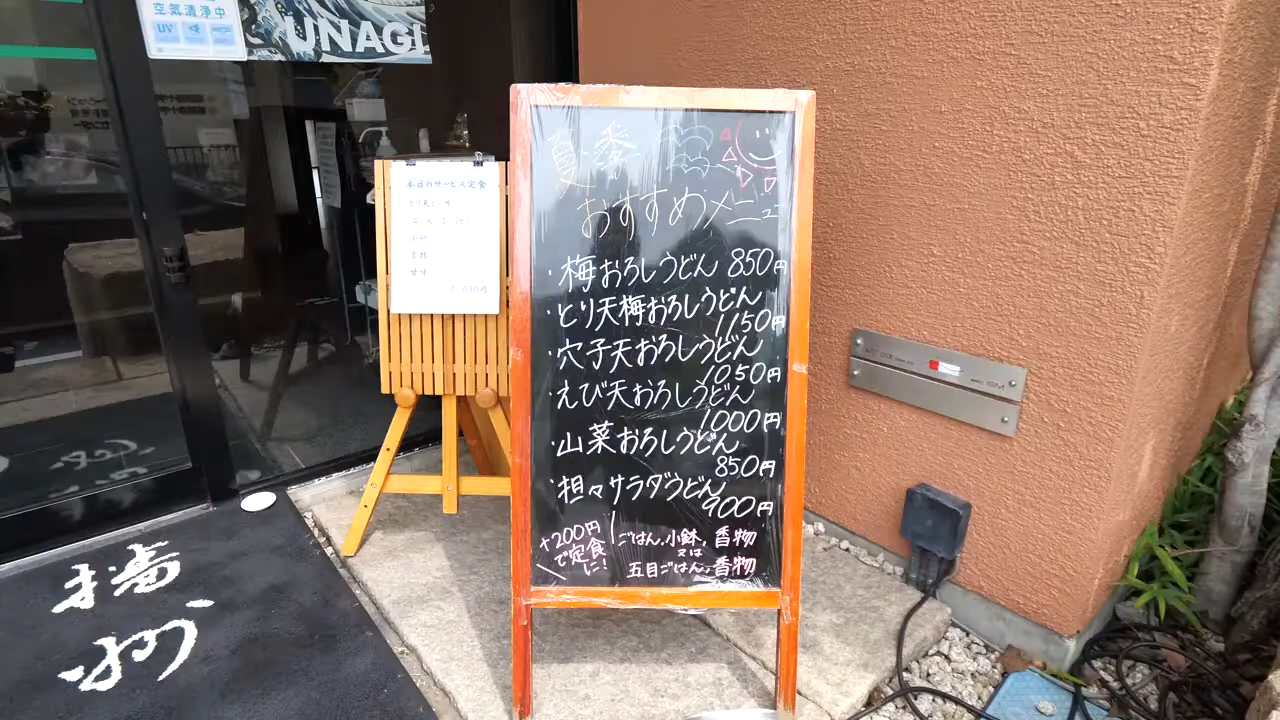 空気清浄中
UV
UNAGI
本日のサービス定食
小鉢
夏季
おすすめメニュー
・梅おろしうどん 850円
・とり天梅おろしうどん
1150円
・穴子天おろしうどん
1050円
・えび天おろしうどん
1000円
・山菜おろしうどん
850円
・担々サラダうどん
900円
+200円
で定食
に!
ごはん,小鉢,香物
又は
五目ごはん,香物
播
州